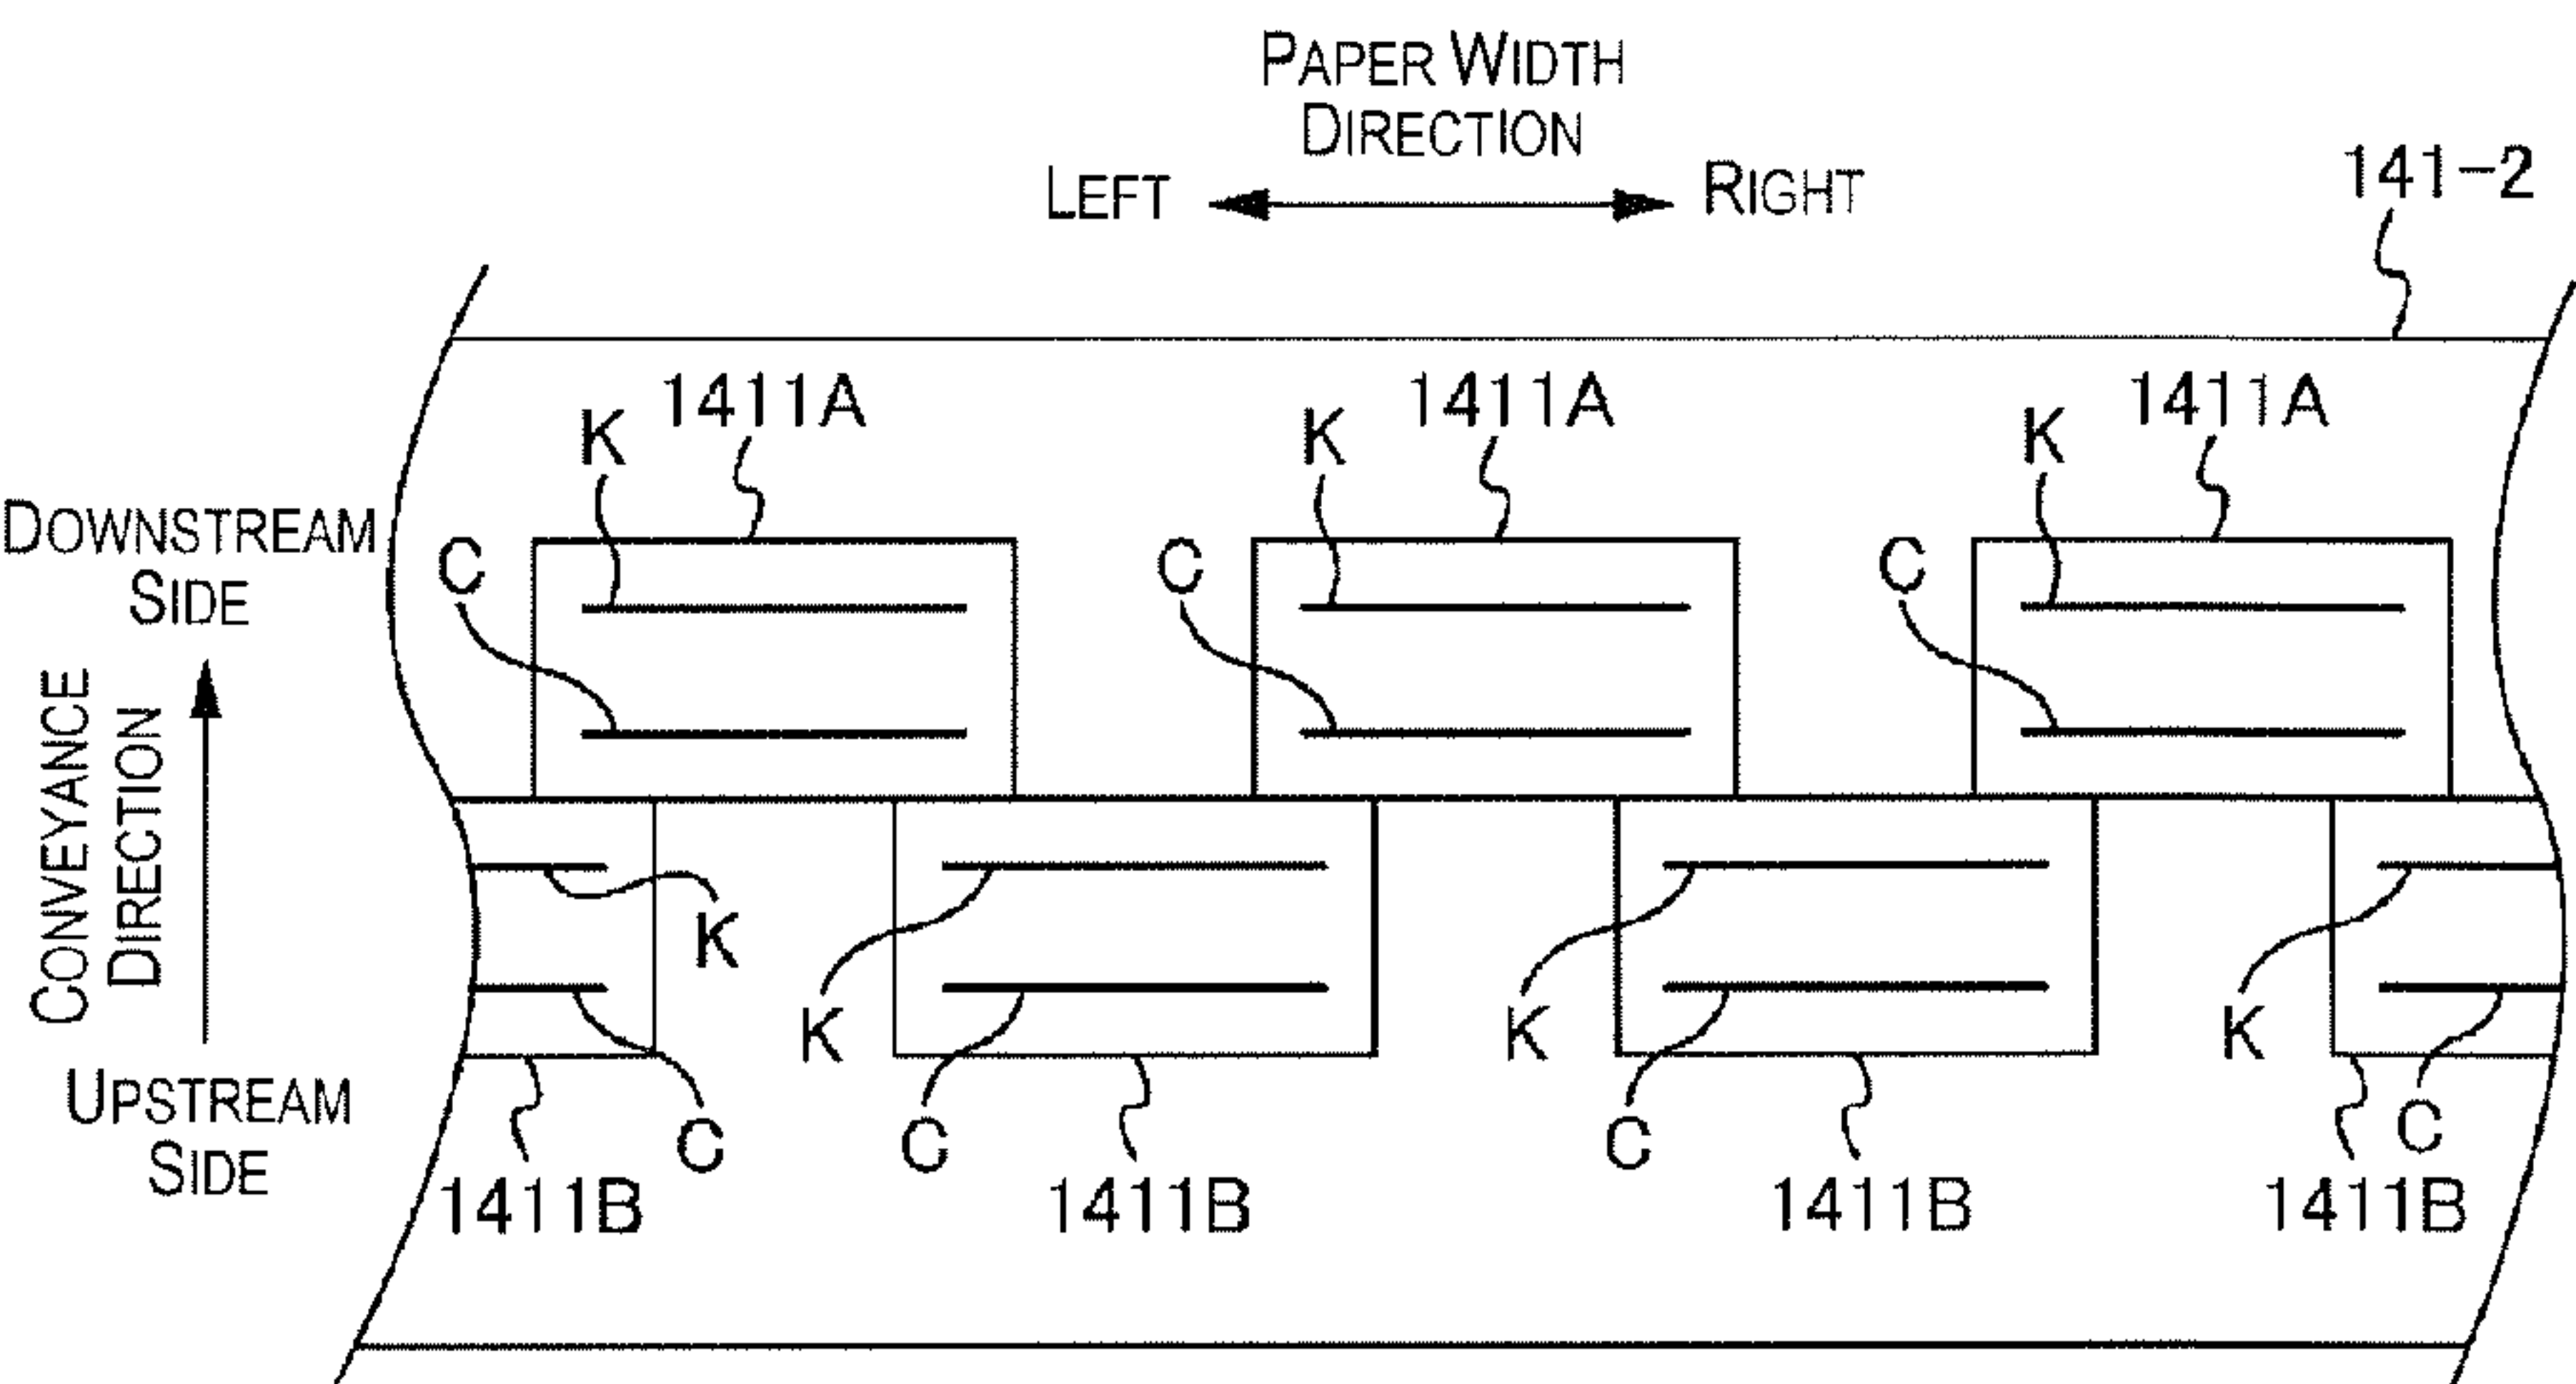 PAPER WIDTH
DIRECTION
LEFT
RIGHT
141-2
1411A
1411A
1411A
K
K
K
DOWNSTREAM
SIDE
C
C
C
CONVEYANCE
DIRECTION
K
K
K
K
UPSTREAM
SIDE
C
C
C
C
1411B
1411B
1411B
1411B